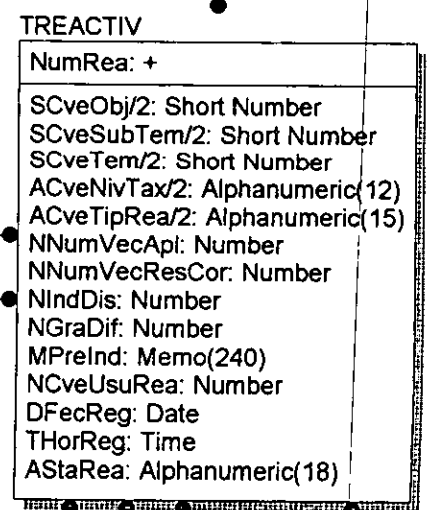 TREACTIV
NumRea: +
SCveObj/2: Short Number
SCveSubTem/2: Short Number
SCveTem/2: Short Number
ACveNivTax/2: Alphanumeric(12)
ACveTipRea/2: Alphanumeric(15)
NNumVecApl: Number
NNumVecResCor: Number
NIndDis: Number
NGraDif: Number
MPreInd: Memo(240)
NCveUsuRea: Number
DFecReg: Date
THorReg: Time
AStaRea: Alphanumeric(18)